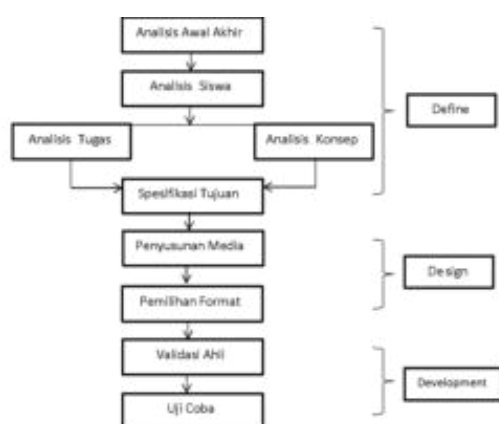 Analisis Awal Akhir
Analisis Siswa
Analisis Tugas
Analisis Konsep
Define
Spesifikasi Tujuan
Penyusunan Media
Design
Pemilihan Format
Validasi Ahli
Development
Uji Coba